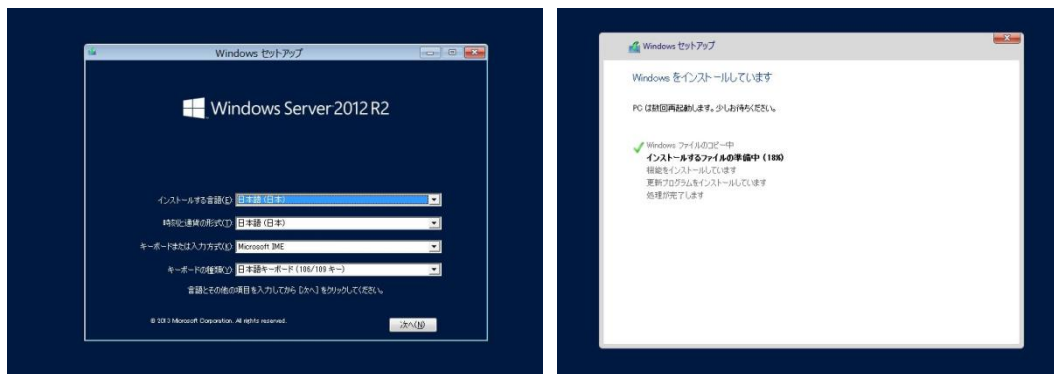 Windows セットアップ
Windows Server 2012 R2
インストールする言語(E) 日本語 (日本)
時刻と通貨の形式(T) 日本語 (日本)
キーボードまたは入力方式(K) Microsoft IME
キーボードの種類(Y) 日本語キーボード (106/109 キー)
言語とその他の項目を入力してから [次へ] をクリックしてください。
© 2013 Microsoft Corporation. All rights reserved.
次へ(N)
Windows セットアップ
Windows をインストールしています
PC は数回再起動します。少しお待ちください。
Windows ファイルのコピー中
インストールするファイルの準備中 (18%)
機能をインストールしています
更新プログラムをインストールしています
処理が完了します